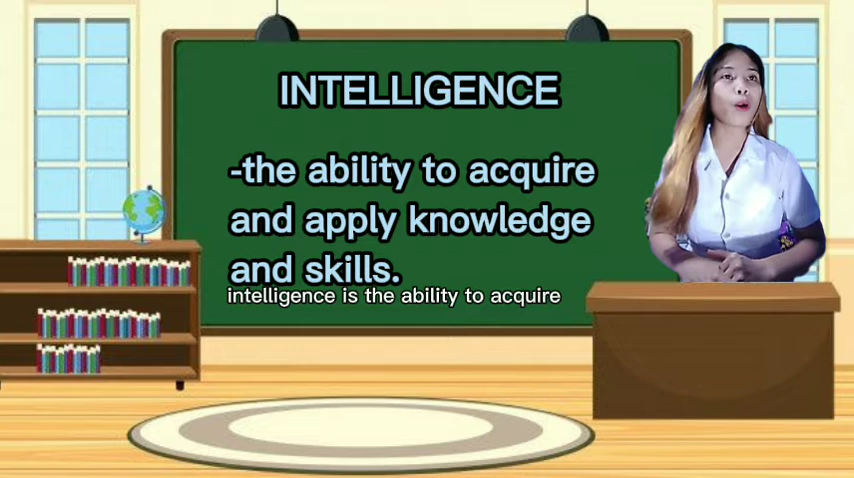 INTELLIGENCE
-the ability to acquire
and apply knowledge
and skills.
intelligence is the ability to acquire